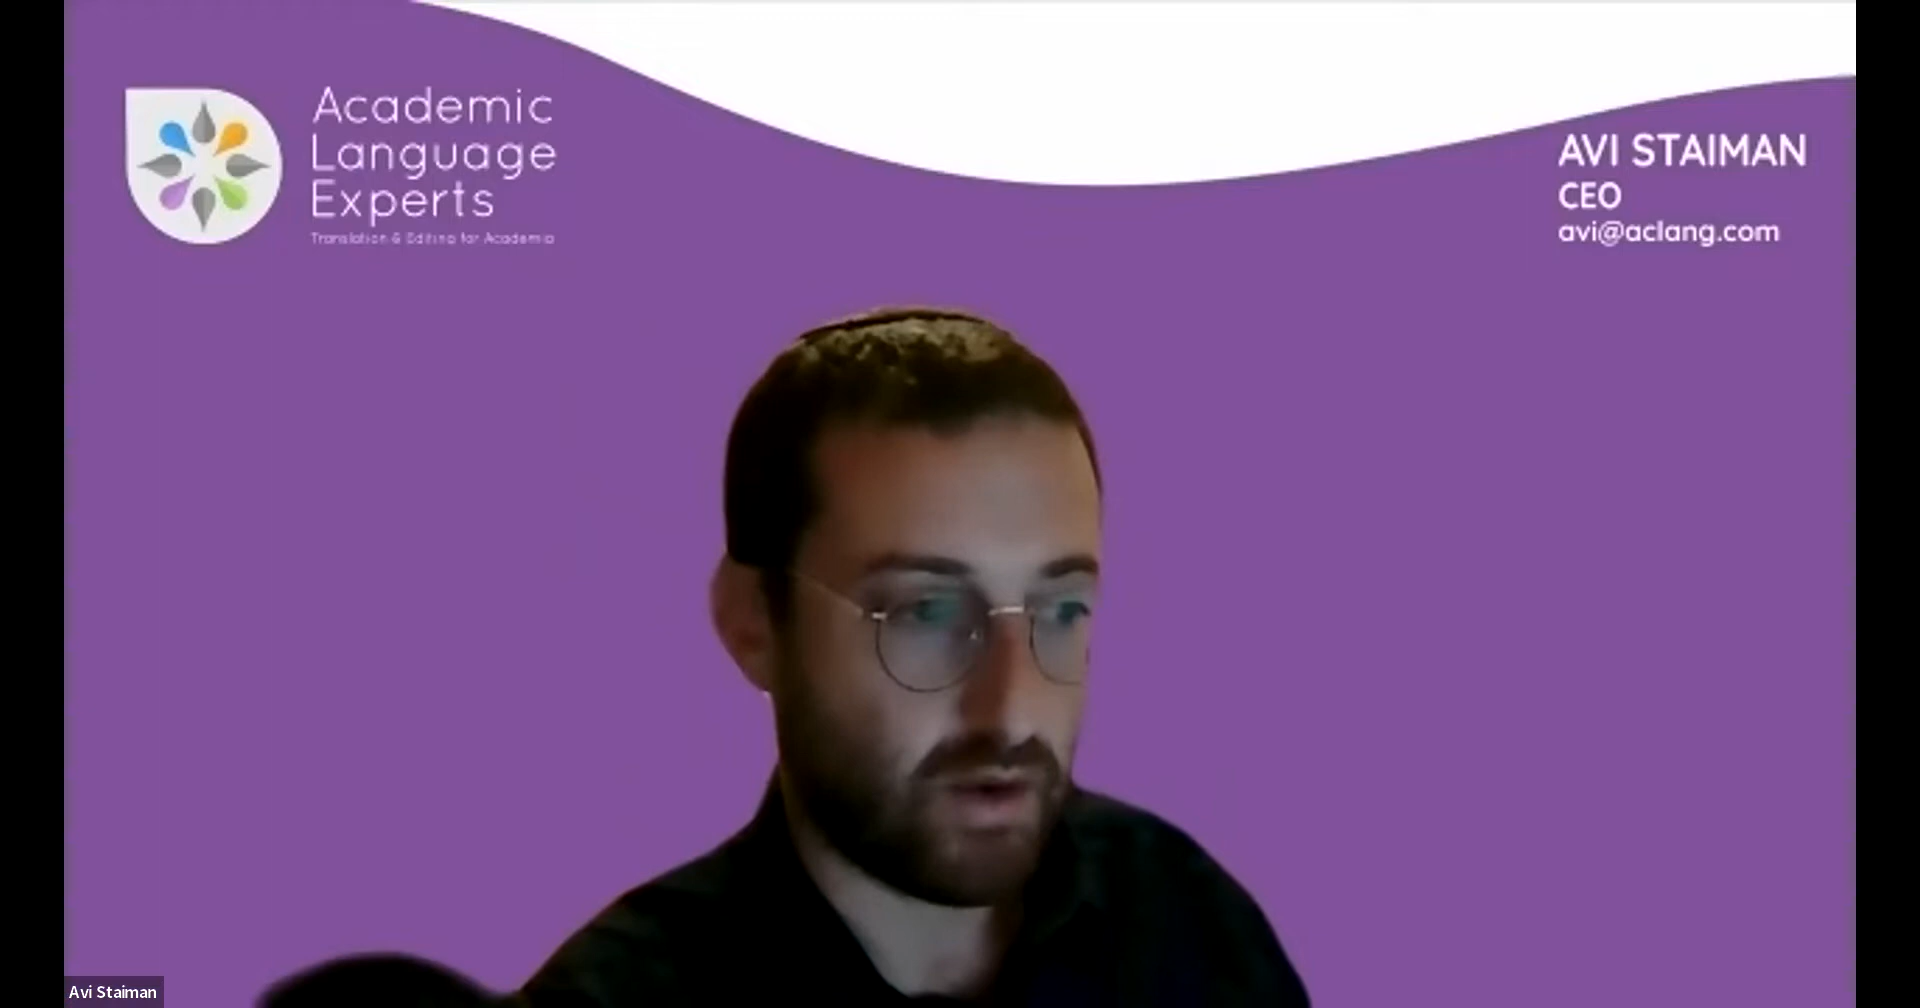 Academic
Language
Experts
Translation & Editing for Academia
AVI STAIMAN
CEO
avi@aclang.com
Avi Staiman